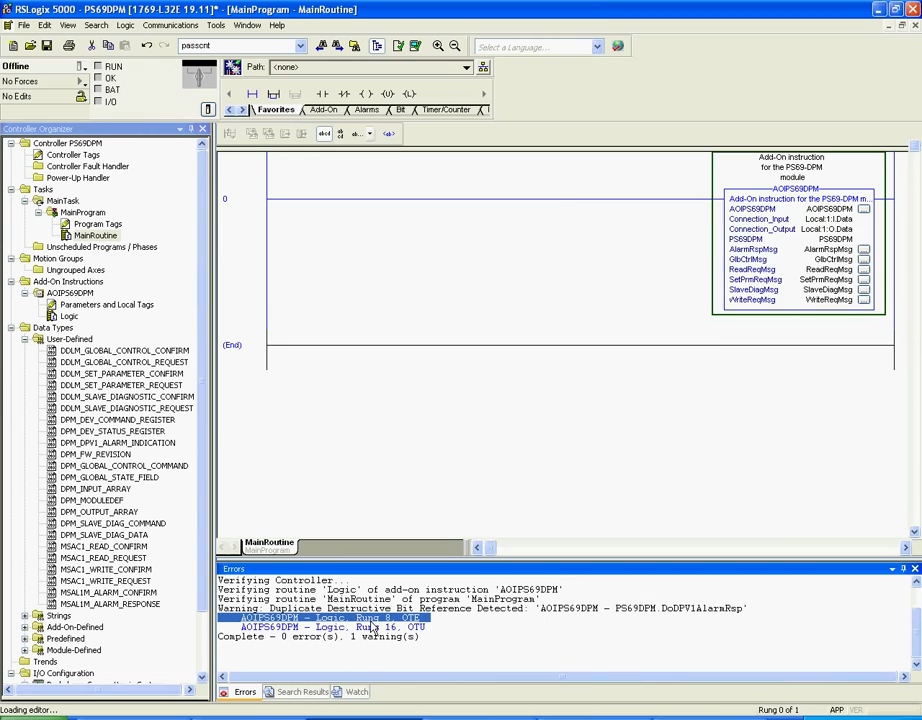 RSLogix 5000 - PS69DPM [1769-L32E 19.11]* - [MainProgram - MainRoutine]
File Edit View Search Logic Communications Tools Window Help
passcnt
Select a Language...
Offline
RUN
Path: <none>
No Forces
OK
No Edits
BAT
I/O
Favorites Add-On Alarms Bit Timer/Counter
Controller Organizer
Controller PS69DPM
Controller Tags
Controller Fault Handler
Power-Up Handler
Tasks
MainTask
MainProgram
Program Tags
MainRoutine
Unscheduled Programs / Phases
Motion Groups
Ungrouped Axes
Add-On Instructions
AOIPS69DPM
Parameters and Local Tags
Logic
Data Types
User-Defined
DDLM_GLOBAL_CONTROL_CONFIRM
DDLM_GLOBAL_CONTROL_REQUEST
DDLM_SET_PARAMETER_CONFIRM
DDLM_SET_PARAMETER_REQUEST
DDLM_SLAVE_DIAGNOSTIC_CONFIRM
DDLM_SLAVE_DIAGNOSTIC_REQUEST
DPM_DEV_COMMAND_REGISTER
DPM_DEV_STATUS_REGISTER
DPM_DPV1_ALARM_INDICATION
DPM_FW_REVISION
DPM_GLOBAL_CONTROL_COMMAND
DPM_GLOBAL_STATE_FIELD
DPM_INPUT_ARRAY
DPM_MODULEDEF
DPM_OUTPUT_ARRAY
DPM_SLAVE_DIAG_COMMAND
DPM_SLAVE_DIAG_DATA
MSAC1_READ_CONFIRM
MSAC1_READ_REQUEST
MSAC1_WRITE_CONFIRM
MSAC1_WRITE_REQUEST
MSAL1M_ALARM_CONFIRM
MSAL1M_ALARM_RESPONSE
Strings
Add-On-Defined
Predefined
Module-Defined
Trends
I/O Configuration
Add-On instruction
for the PS69-DPM
module
AOIPS69DPM
0
Add-On instruction for the PS69-DPM m...
AOIPS69DPM AOIPS69DPM ...
Connection_Input Local:1:I.Data
Connection_Output Local:1:O.Data
PS69DPM PS69DPM
AlarmRspMsg AlarmRspMsg ...
GlbCtrlMsg GlbCtrlMsg ...
ReadReqMsg ReadReqMsg ...
SetPrmReqMsg SetPrmReqMsg ...
SlaveDiagMsg SlaveDiagMsg ...
WriteReqMsg WriteReqMsg ...
(End)
MainRoutine
MainProgram
Errors
Verifying Controller...
Verifying routine 'Logic' of add-on instruction 'AOIPS69DPM'
Verifying routine 'MainRoutine' of program 'MainProgram'
Warning: Duplicate Destructive Bit Reference Detected: 'AOIPS69DPM - PS69DPM.DoDPV1AlarmRsp'
AOIPS69DPM - Logic, Rung 8, OTE
AOIPS69DPM - Logic, Rung 16, OTU
Complete - 0 error(s), 1 warning(s)
Errors Search Results Watch
Loading editor...
Rung 0 of 1 APP VER